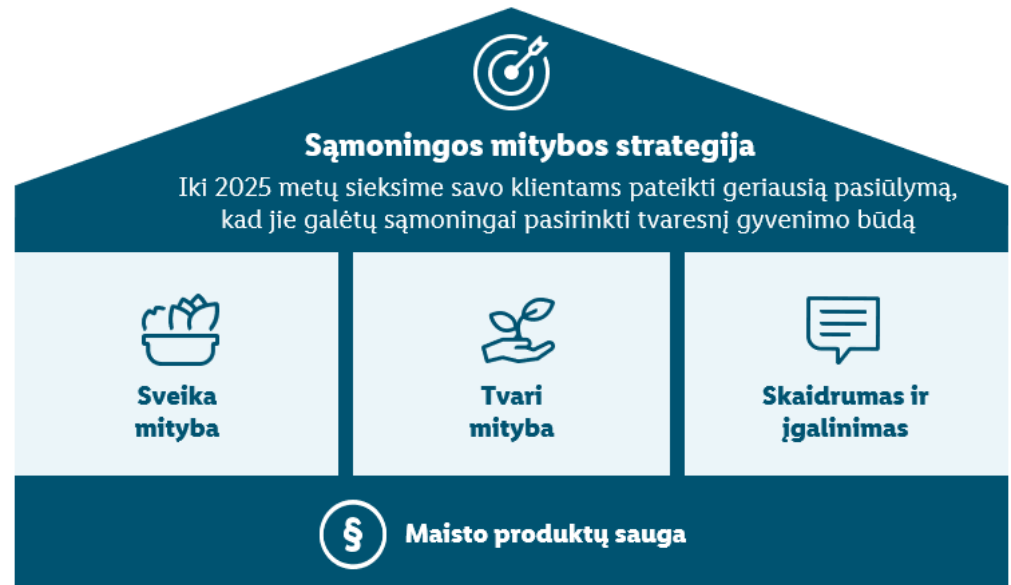 Sąmoningos mitybos strategija
Iki 2025 metų sieksime savo klientams pateikti geriausią pasiūlymą,
kad jie galėtų sąmoningai pasirinkti tvaresnį gyvenimo būdą
Sveika
mityba
Tvari
mityba
Skaidrumas ir
įgalinimas
§ Maisto produktų sauga